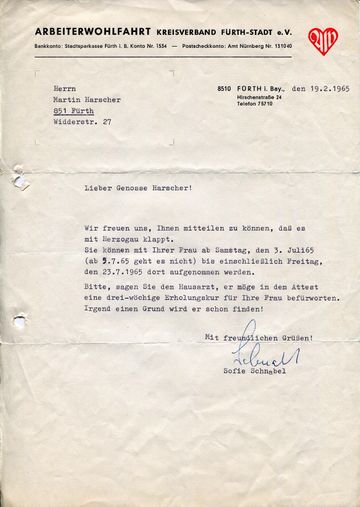 ARBEITERWOHLFAHRT KREISVERBAND FÜRTH-STADT e.V.
Bankkonto: Stadtsparkasse Fürth i. B. Konto Nr. 1554 — Postscheckkonto: Amt Nürnberg Nr. 131040
Herrn
Martin Harscher
851 Fürth
Widderstr. 27
8510 FÜRTH i. Bay., den 19.2.1965
Hirschenstraße 24
Telefon 75210
Lieber Genosse Harscher!
Wir freuen uns, Ihnen mitteilen zu können, daß es
mit Herzogau klappt.
Sie können mit Ihrer Frau ab Samstag, den 3. Juli65
(ab 5.7.65 geht es nicht) bis einschließlich Freitag,
den 23.7.1965 dort aufgenommen werden.
Bitte, sagen Sie dem Hausarzt, er möge in dem Attest
eine drei-wöchige Erholungskur für Ihre Frau befürworten.
Irgend einen Grund wird er schon finden!
Mit freundlichen Grüßen!
Sofie Schnabel